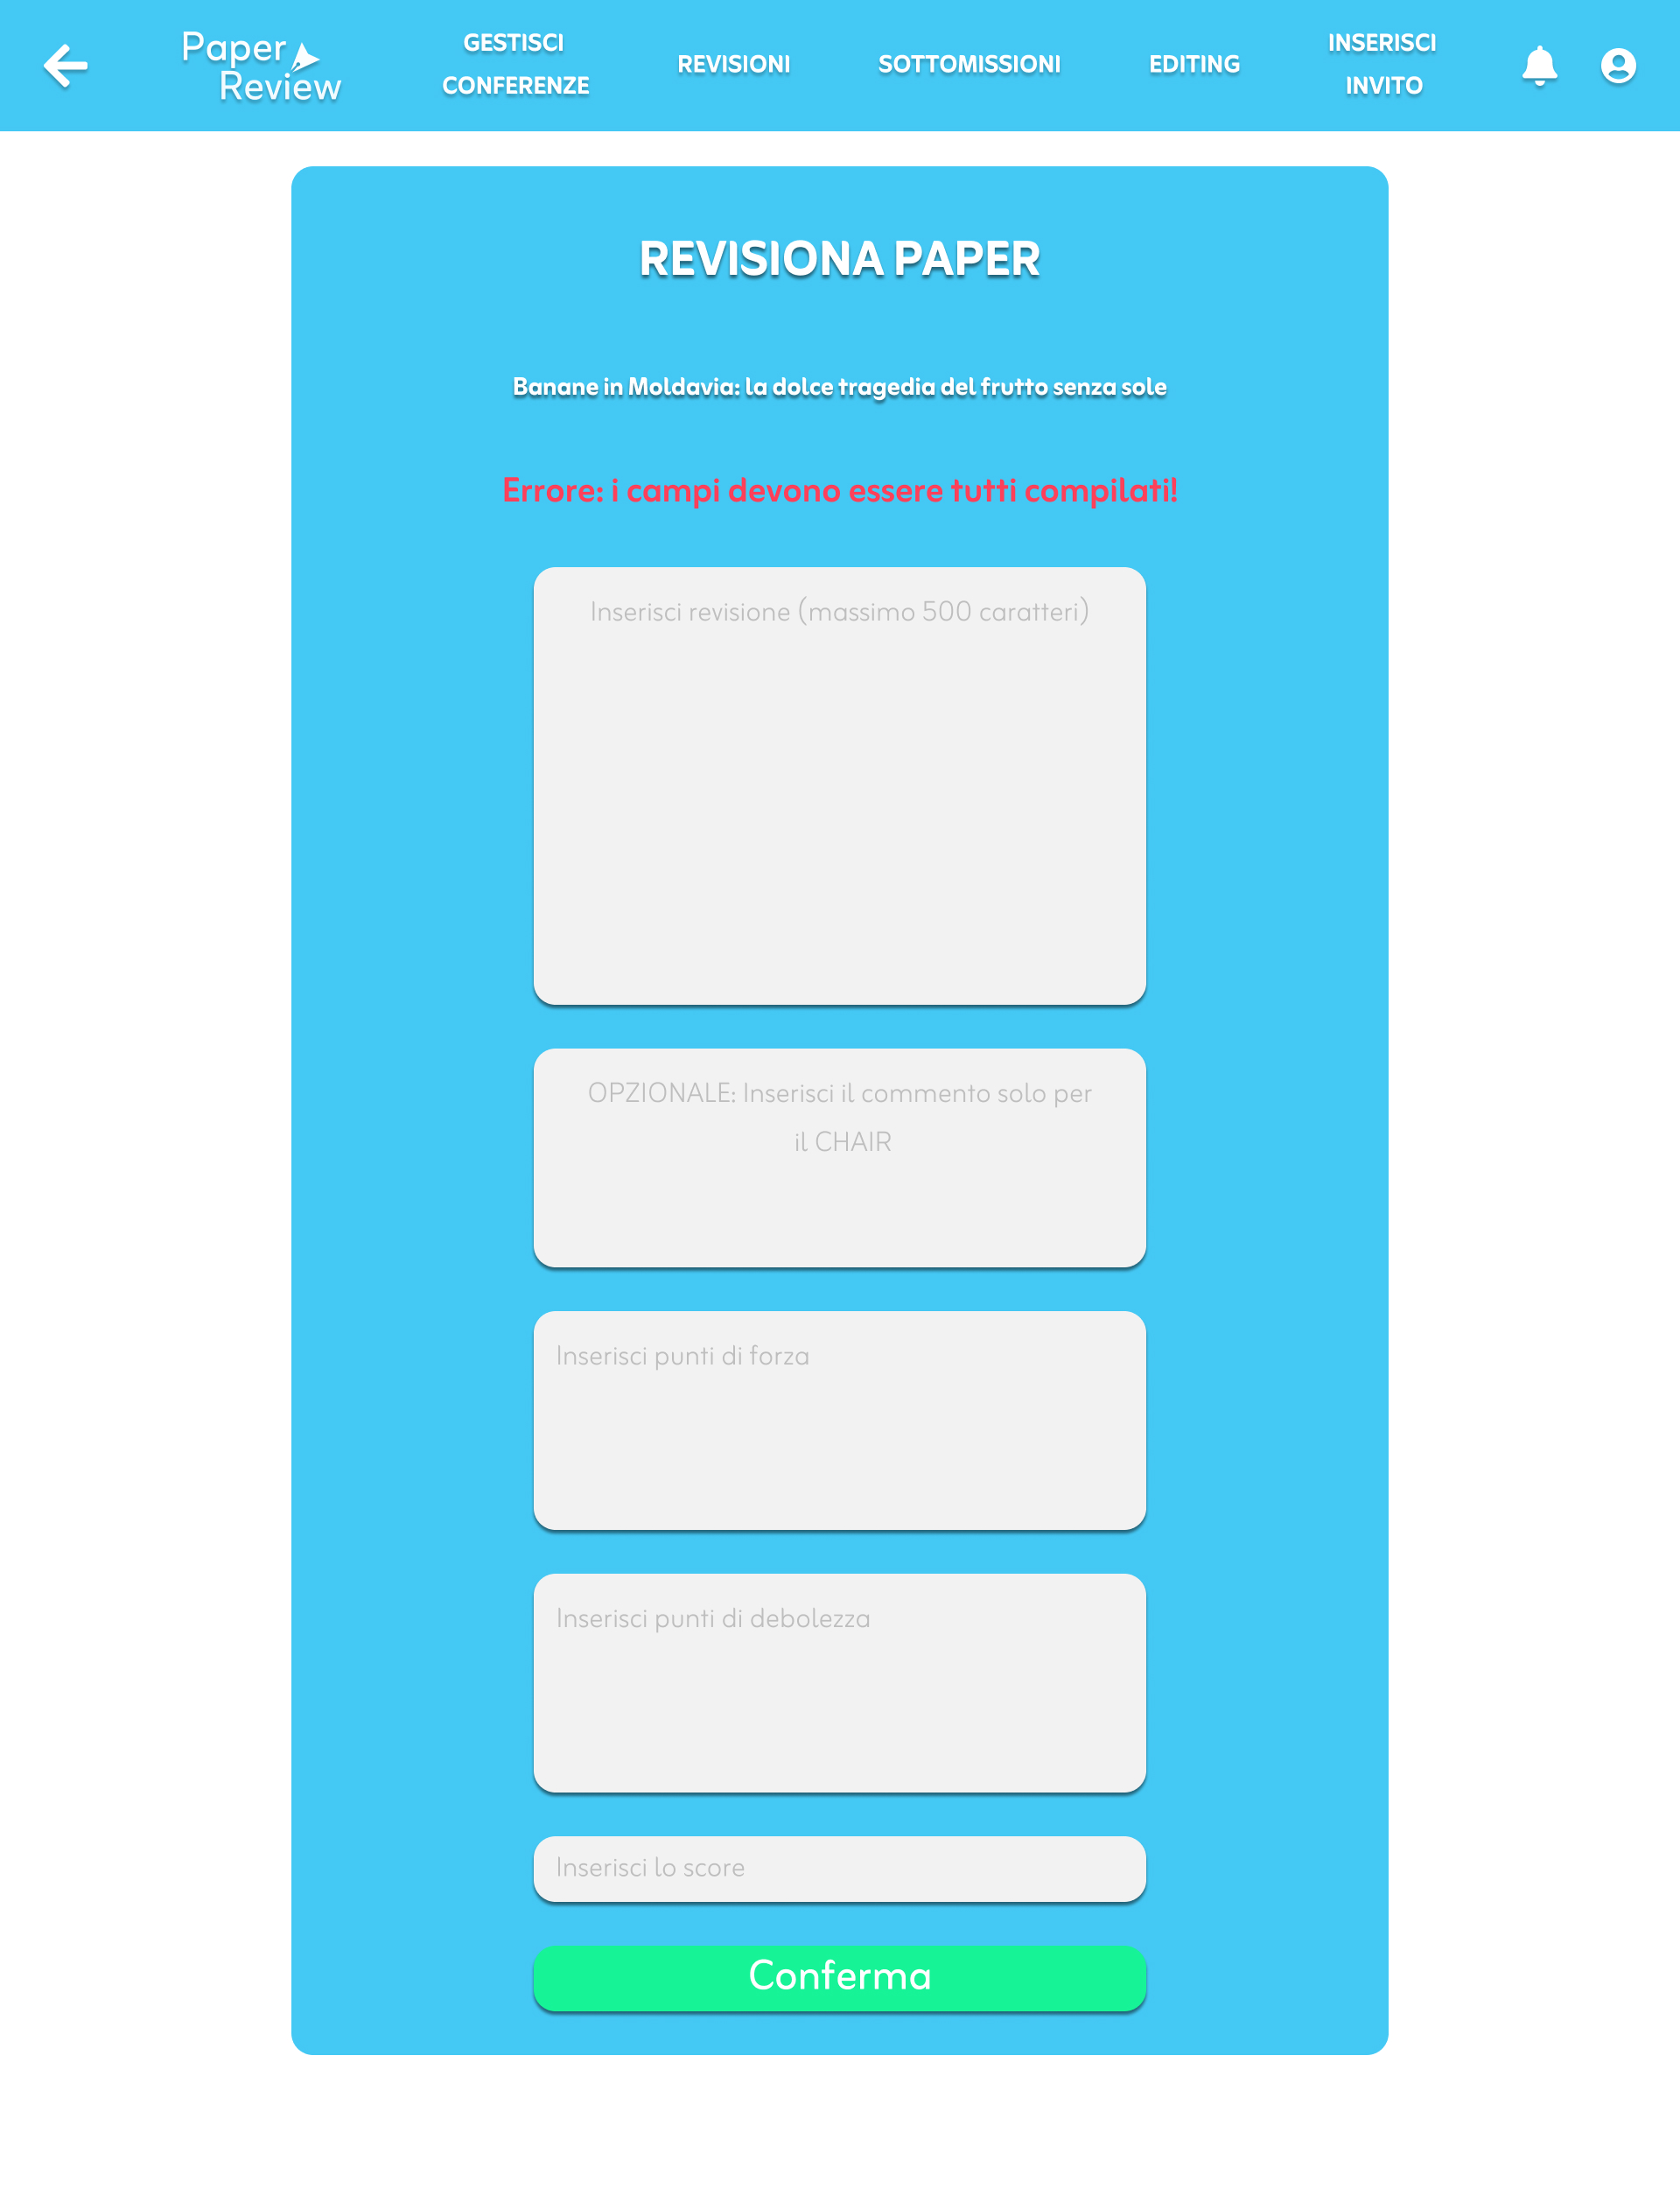 Paper
Review
GESTISCI
CONFERENZE
REVISIONI
SOTTOMISSIONI
EDITING
INSERISCI
INVITO
REVISIONA PAPER
Banane in Moldavia: la dolce tragedia del frutto senza sole
Errore: i campi devono essere tutti compilati!
Inserisci revisione (massimo 500 caratteri)
OPZIONALE: Inserisci il commento solo per
il CHAIR
Inserisci punti di forza
Inserisci punti di debolezza
Inserisci lo score
Conferma